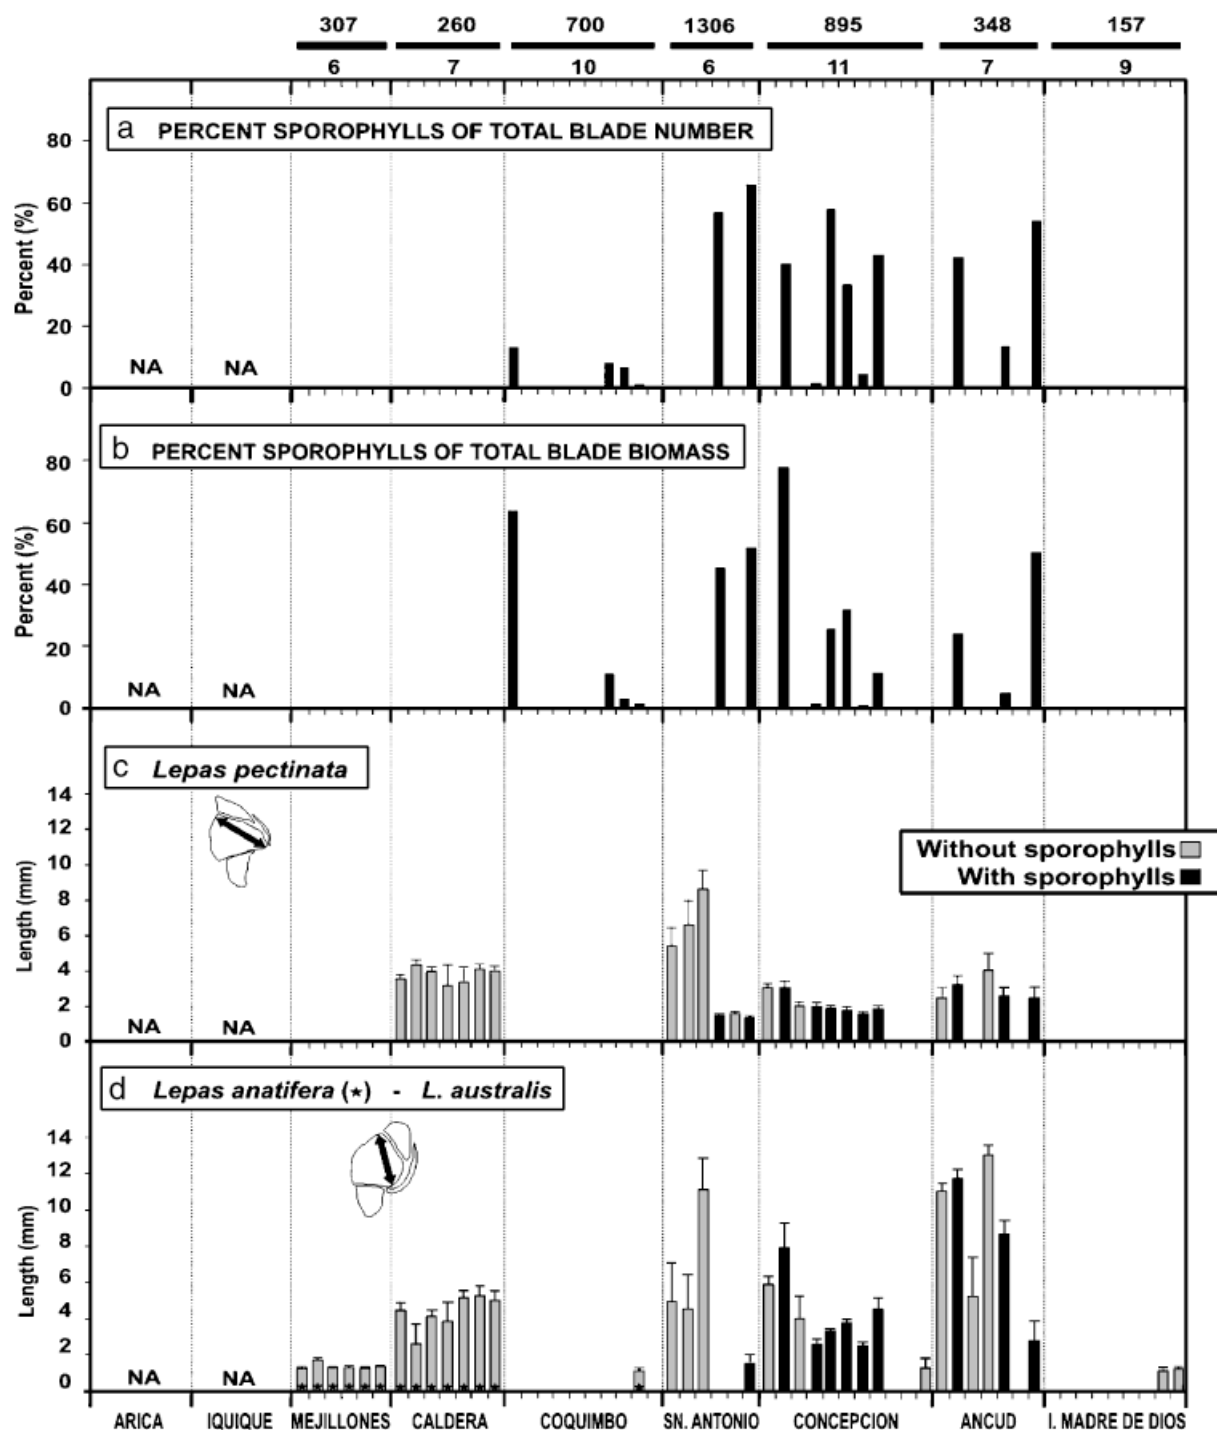 307 260 700 1306 895 348 157
6 7 10 6 11 7 9
a PERCENT SPOROPHYLLS OF TOTAL BLADE NUMBER
Percent (%)
80
60
40
20
0
NA NA
b PERCENT SPOROPHYLLS OF TOTAL BLADE BIOMASS
Percent (%)
80
60
40
20
0
NA NA
c Lepas pectinata
Length (mm)
14
12
10
8
6
4
2
0
NA NA
Without sporophylls
With sporophylls
d Lepas anatifera (★) - L. australis
Length (mm)
14
12
10
8
6
4
2
0
NA NA
ARICA IQUIQUE MEJILLONES CALDERA COQUIMBO SN. ANTONIO CONCEPCION ANCUD I. MADRE DE DIOS